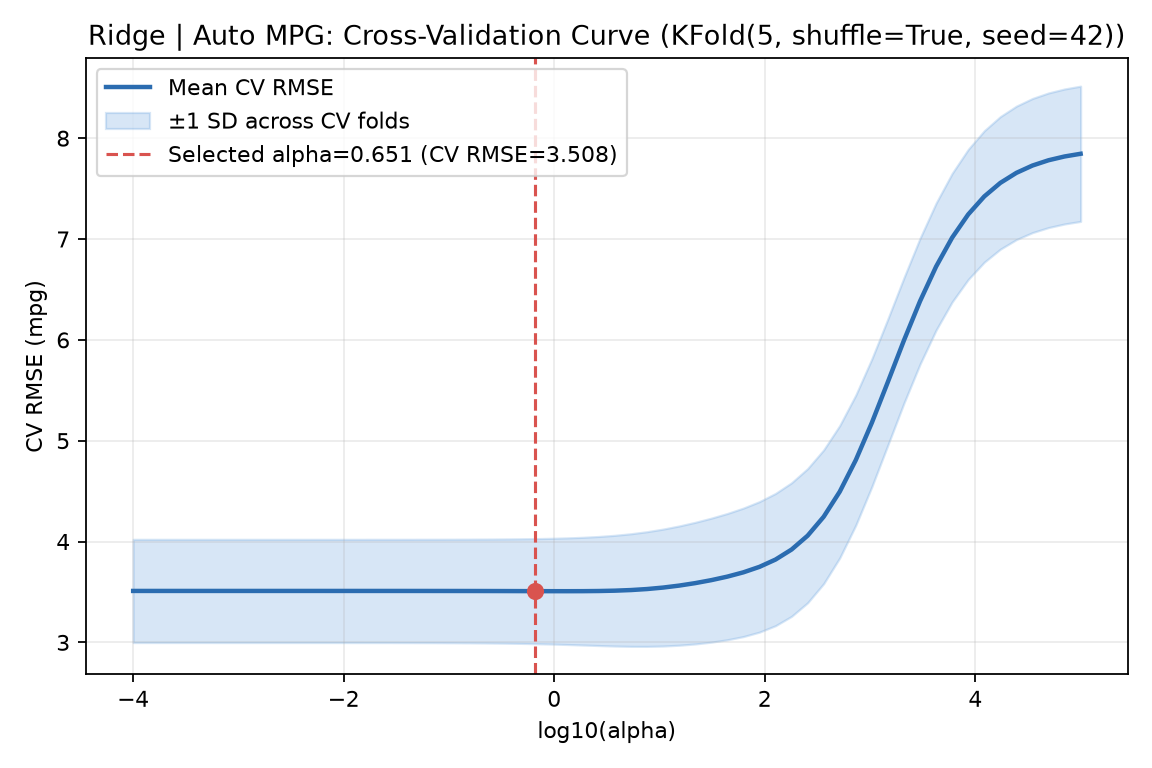 Ridge | Auto MPG: Cross-Validation Curve (KFold(5, shuffle=True, seed=42))
Mean CV RMSE
±1 SD across CV folds
Selected alpha=0.651 (CV RMSE=3.508)
CV RMSE (mpg)
8
7
6
5
4
3
−4
−2
0
2
4
log10(alpha)